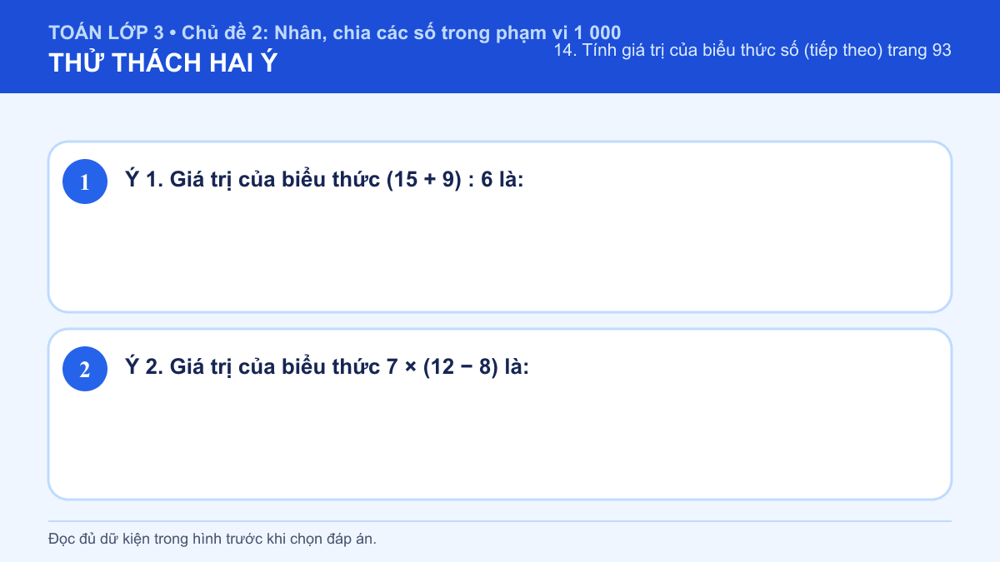 TOÁN LỚP 3 • Chủ đề 2: Nhân, chia các số trong phạm vi 1 000
THỬ THÁCH HAI Ý
14. Tính giá trị của biểu thức số (tiếp theo) trang 93
1
Ý 1. Giá trị của biểu thức (15 + 9) : 6 là:
2
Ý 2. Giá trị của biểu thức 7 × (12 − 8) là:
Đọc đủ dữ kiện trong hình trước khi chọn đáp án.